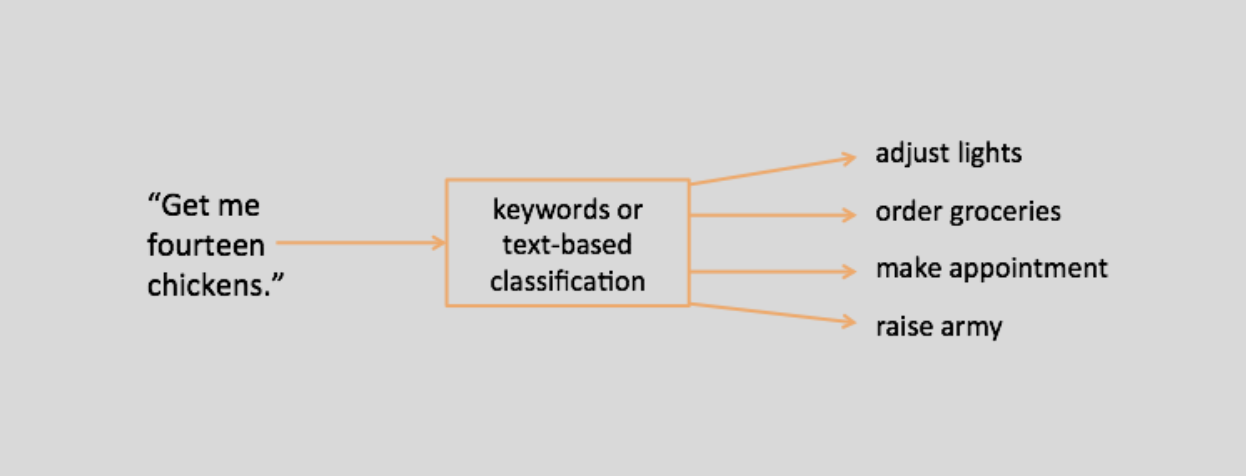 “Get me
fourteen
chickens.”
keywords or
text-based
classification
adjust lights
order groceries
make appointment
raise army